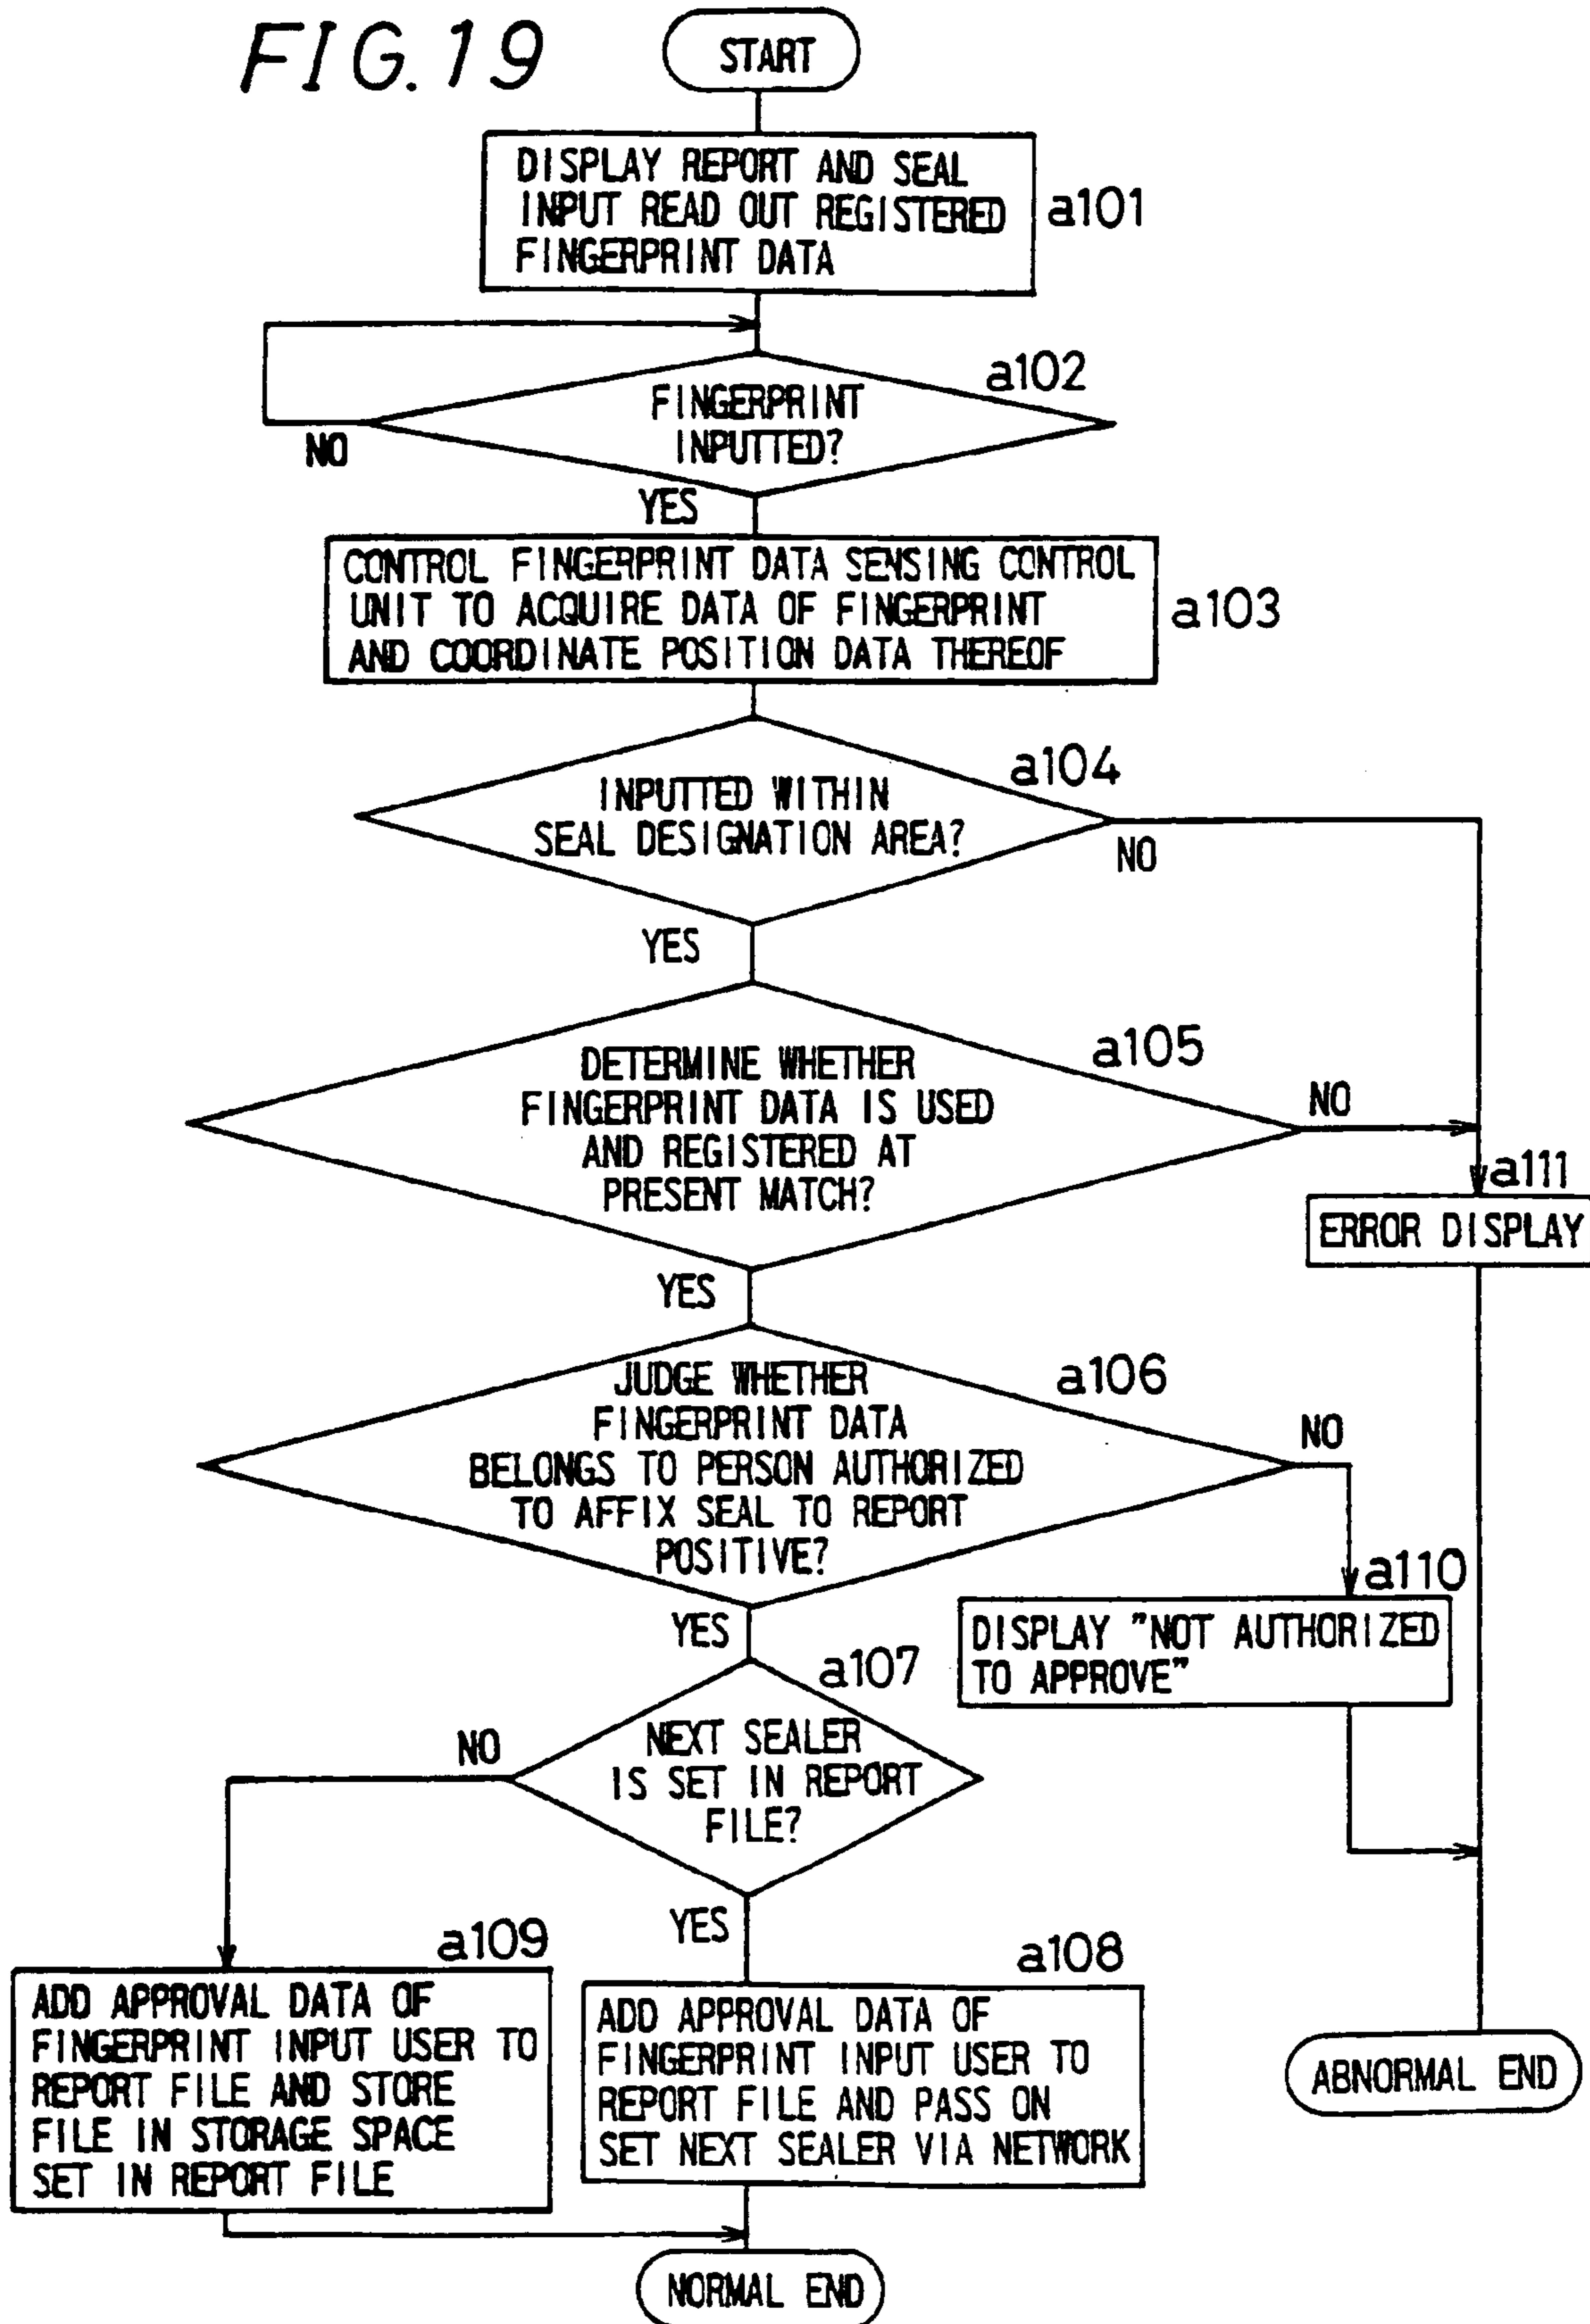 FIG.19
START
DISPLAY REPORT AND SEAL
INPUT READ OUT REGISTERED
FINGERPRINT DATA
a101
a102
FINGERPRINT
INPUTTED?
NO
YES
CONTROL FINGERPRINT DATA SENSING CONTROL
UNIT TO ACQUIRE DATA OF FINGERPRINT
AND COORDINATE POSITION DATA THEREOF
a103
a104
INPUTTED WITHIN
SEAL DESIGNATION AREA?
NO
YES
a105
DETERMINE WHETHER
FINGERPRINT DATA IS USED
AND REGISTERED AT
PRESENT MATCH?
NO
a111
ERROR DISPLAY
YES
a106
JUDGE WHETHER
FINGERPRINT DATA
BELONGS TO PERSON AUTHORIZED
TO AFFIX SEAL TO REPORT
POSITIVE?
NO
a110
DISPLAY "NOT AUTHORIZED
TO APPROVE"
YES
a107
NEXT SEALER
IS SET IN REPORT
FILE?
NO
YES
a109
ADD APPROVAL DATA OF
FINGERPRINT INPUT USER TO
REPORT FILE AND STORE
FILE IN STORAGE SPACE
SET IN REPORT FILE
a108
ADD APPROVAL DATA OF
FINGERPRINT INPUT USER TO
REPORT FILE AND PASS ON
SET NEXT SEALER VIA NETWORK
ABNORMAL END
NORMAL END